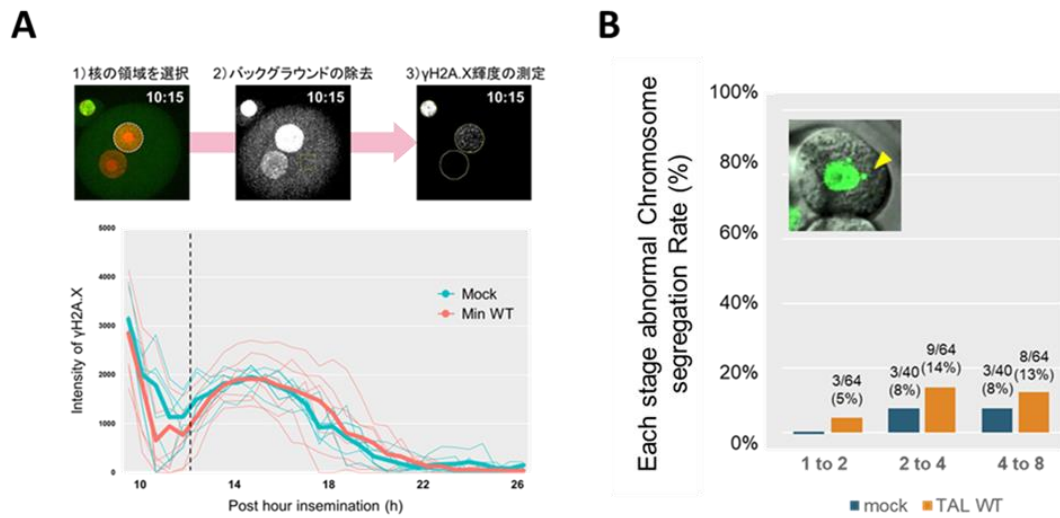 A
1)核の領域を選択 2)バックグラウンドの除去 3)γH2A.X輝度の測定
10:15 10:15 10:15
5000
4000
3000
2000
1000
0
Intensity of γH2A.X
Mock
Min WT
10 12 14 16 18 20 22 24 26
Post hour insemination (h)
B
Each stage abnormal Chromosome
segregation Rate (%)
100%
80%
60%
40%
20%
0%
3/64
(5%)
3/40
(8%)
9/64
(14%)
3/40
(8%)
8/64
(13%)
1 to 2 2 to 4 4 to 8
mock TAL WT